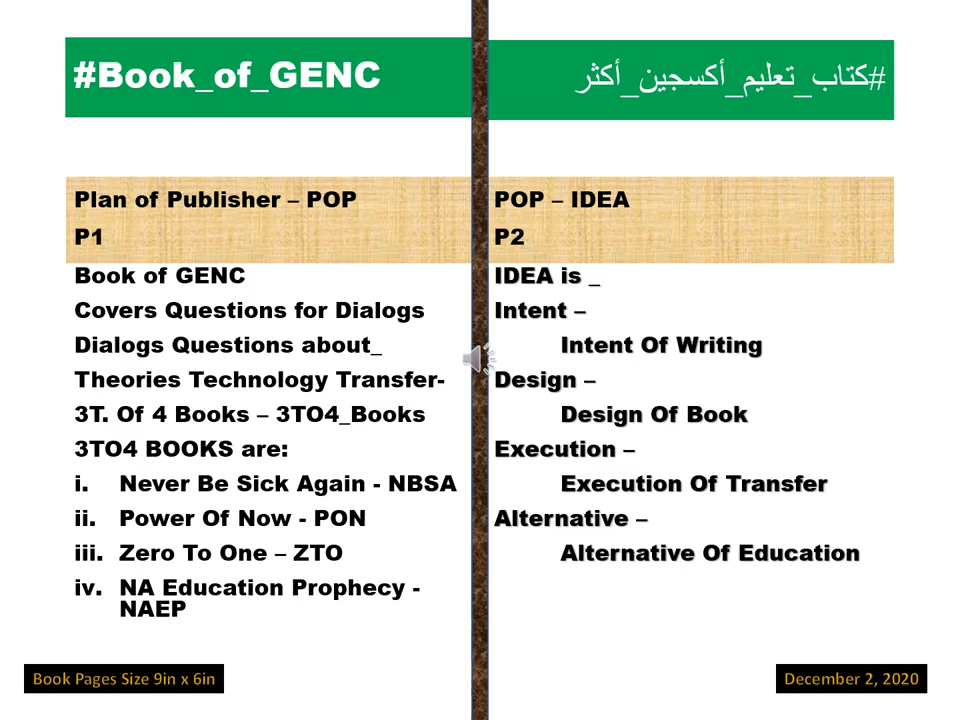 #Book_of_GENC
#كتاب_تعليم_أكسجين_أكثر
Plan of Publisher – POP
P1
Book of GENC
Covers Questions for Dialogs
Dialogs Questions about_
Theories Technology Transfer-
3T. Of 4 Books – 3TO4_Books
3TO4 BOOKS are:
i. Never Be Sick Again - NBSA
ii. Power Of Now - PON
iii. Zero To One – ZTO
iv. NA Education Prophecy -
NAEP
POP – IDEA
P2
IDEA is _
Intent –
Intent Of Writing
Design –
Design Of Book
Execution –
Execution Of Transfer
Alternative –
Alternative Of Education
Book Pages Size 9in x 6in
December 2, 2020